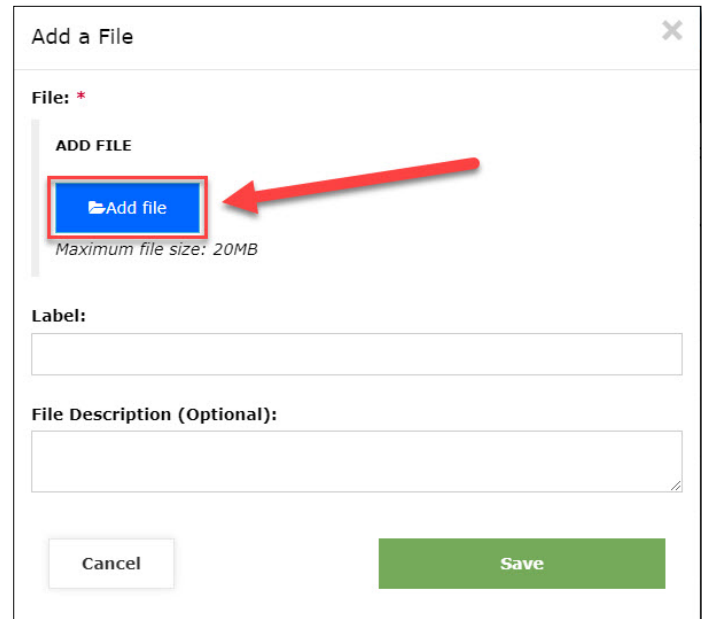 Add a File
File: *
ADD FILE
Add file
Maximum file size: 20MB
Label:
File Description (Optional):
Cancel
Save